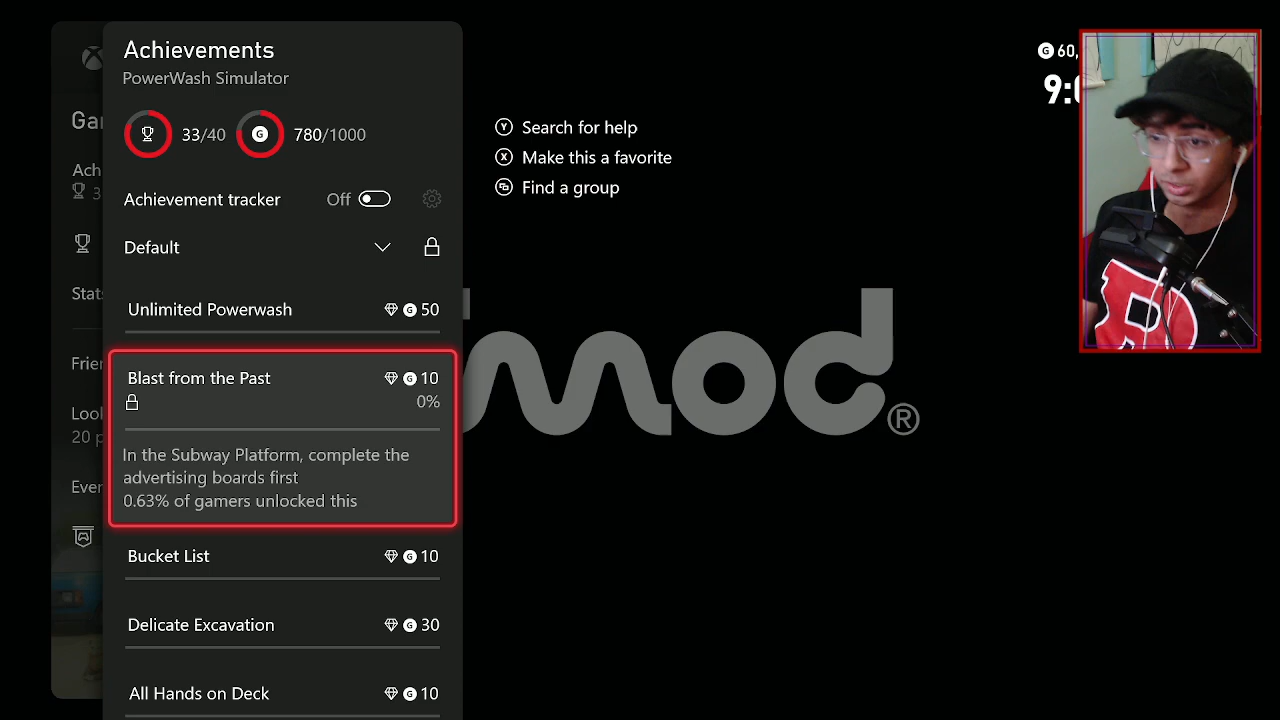 Achievements
PowerWash Simulator
33/40
G
780/1000
Achievement tracker
Off
Default
Unlimited Powerwash
G 50
Blast from the Past
G 10
0%
In the Subway Platform, complete the
advertising boards first
0.63% of gamers unlocked this
Bucket List
G 10
Delicate Excavation
G 30
All Hands on Deck
G 10
Y Search for help
X Make this a favorite
Find a group
G 60,
9:
mod®